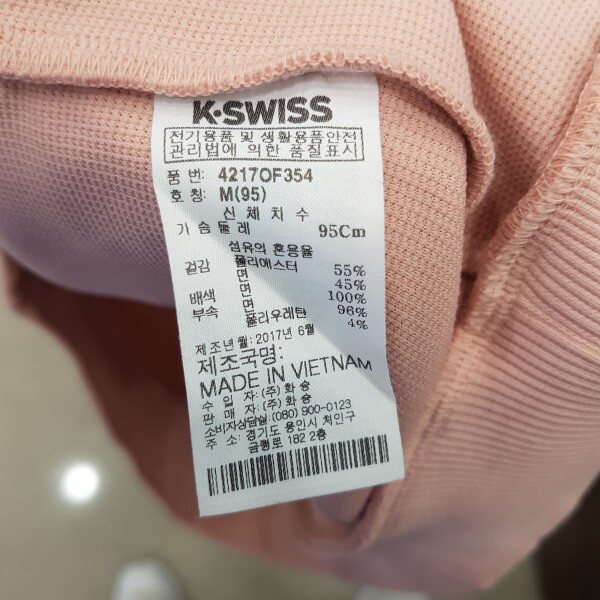 K·SWISS
전기용품 및 생활용품안전
관리법에 의한 품질표시
품 번: 4217OF354
호 칭: M(95)
신 체 치 수
가 슴 둘 레 95Cm
섬유의 혼용율
겉감 폴리에스터 55%
면 45%
배색 면 100%
부속 면 96%
폴리우레탄 4%
제 조 년 월: 2017년 6월
제조국명:
MADE IN VIETNAM
수 입 자: (주) 화 승
판 매 자: (주) 화 승
소비자상담실: (080) 900-0123
주 소: 경기도 용인시 처인구
금령로 182 2층